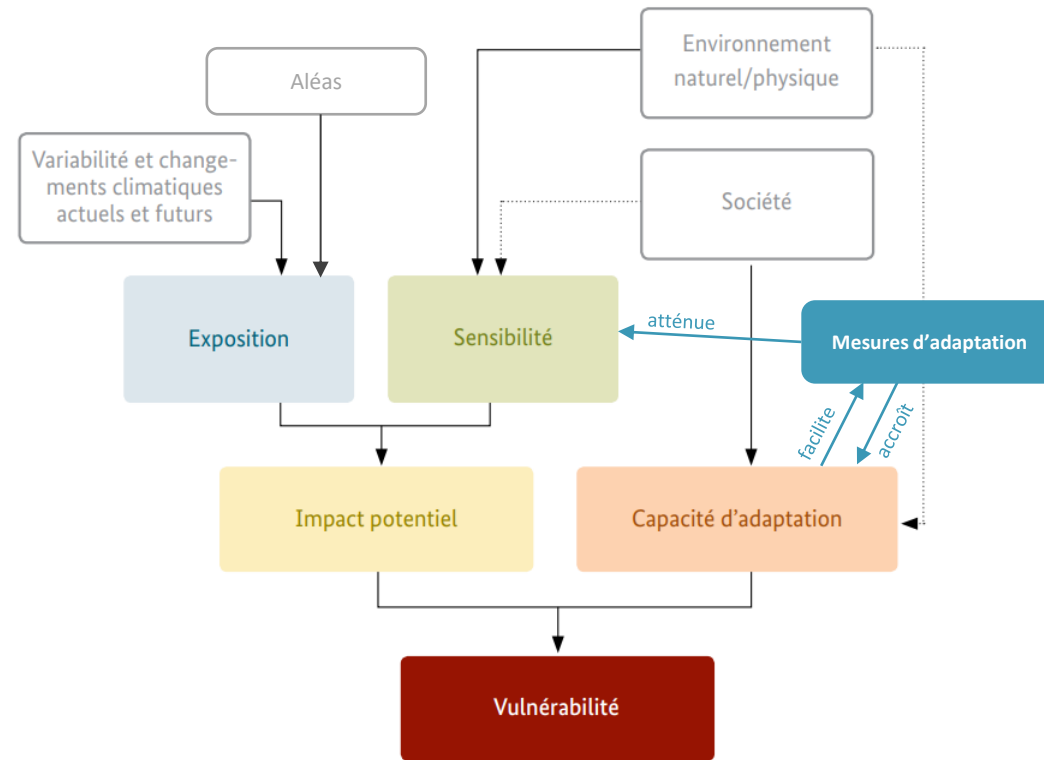 Environnement
naturel/physique
Aléas
Variabilité et change-
ments climatiques
actuels et futurs
Société
Exposition
Sensibilité
atténue
Mesures d’adaptation
facilite
accroît
Impact potentiel
Capacité d’adaptation
Vulnérabilité